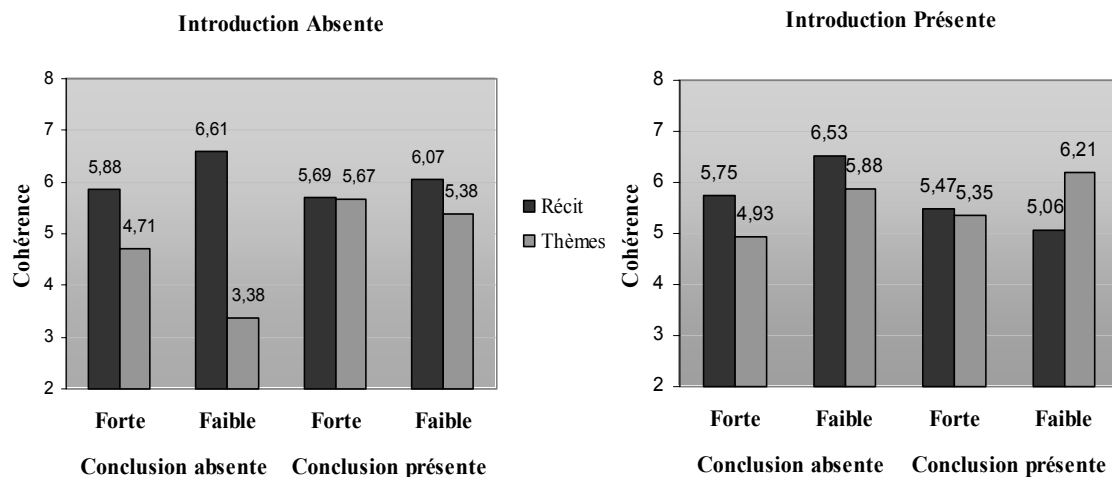 Introduction Absente
8
7
6
5
4
3
2
Cohérence
5,88
4,71
6,61
3,38
5,69
5,67
6,07
5,38
Forte
Faible
Forte
Faible
Conclusion absente
Conclusion présente
Récit
Thèmes
Introduction Présente
8
7
6
5
4
3
2
Cohérence
5,75
4,93
6,53
5,88
5,47
5,35
5,06
6,21
Forte
Faible
Forte
Faible
Conclusion absente
Conclusion présente